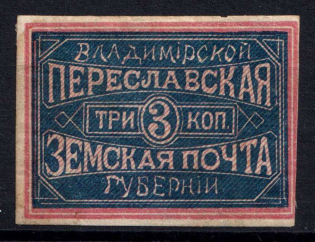 ВЛАДИМІРСКОЙ
ПЕРЕСЛАВСКАЯ
ТРИ 3 КОП
ЗЕМСКАЯ ПОЧТА
ГУБЕРНІИ